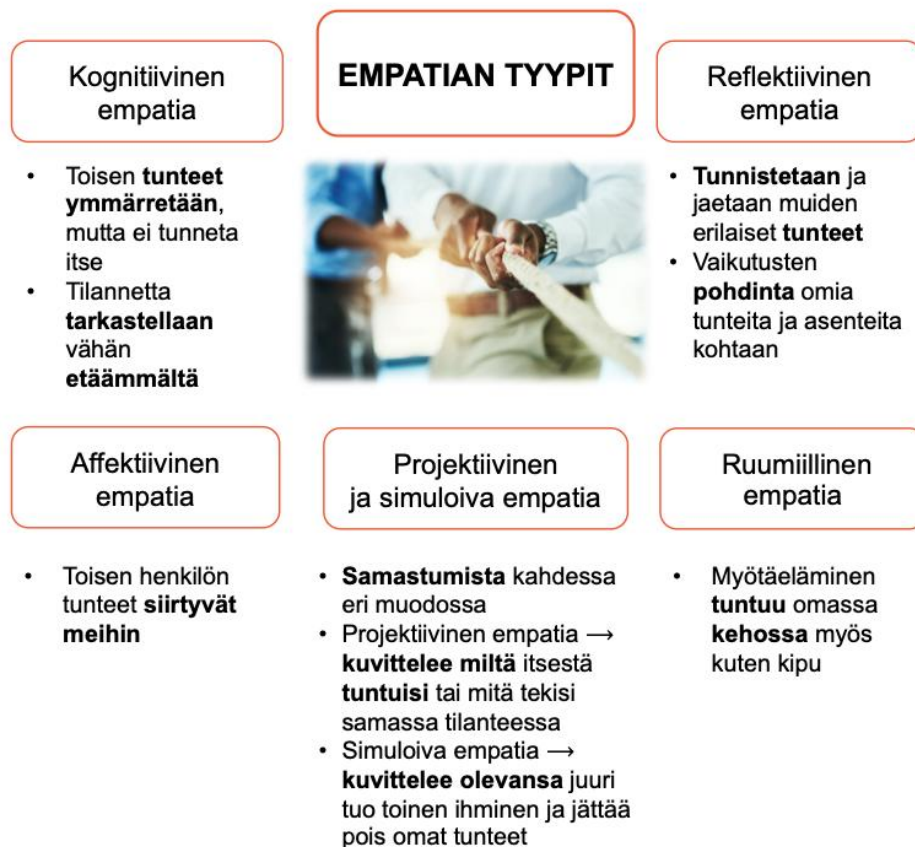 Kognitiivinen
empatia
EMPATIAN TYYPIT
Reflektiivinen
empatia
• Toisen tunteet
ymmärretään,
mutta ei tunneta
itse
• Tilannetta
tarkastellaan
vähän
etäämmältä
• Tunnistetaan ja
jaetaan muiden
erilaiset tunteet
• Vaikutusten
pohdinta omia
tunteita ja asenteita
kohtaan
Affektiivinen
empatia
Projektiivinen
ja simuloiva empatia
Ruumiillinen
empatia
• Toisen henkilön
tunteet siirtyvät
meihin
• Samastumista kahdessa
eri muodossa
• Projektiivinen empatia →
kuvittelee miltä itsestä
tuntuisi tai mitä tekisi
samassa tilanteessa
• Simuloiva empatia →
kuvittelee olevansa juuri
tuo toinen ihminen ja jättää
pois omat tunteet
• Myötäeläminen
tuntuu omassa
kehossa myös
kuten kipu